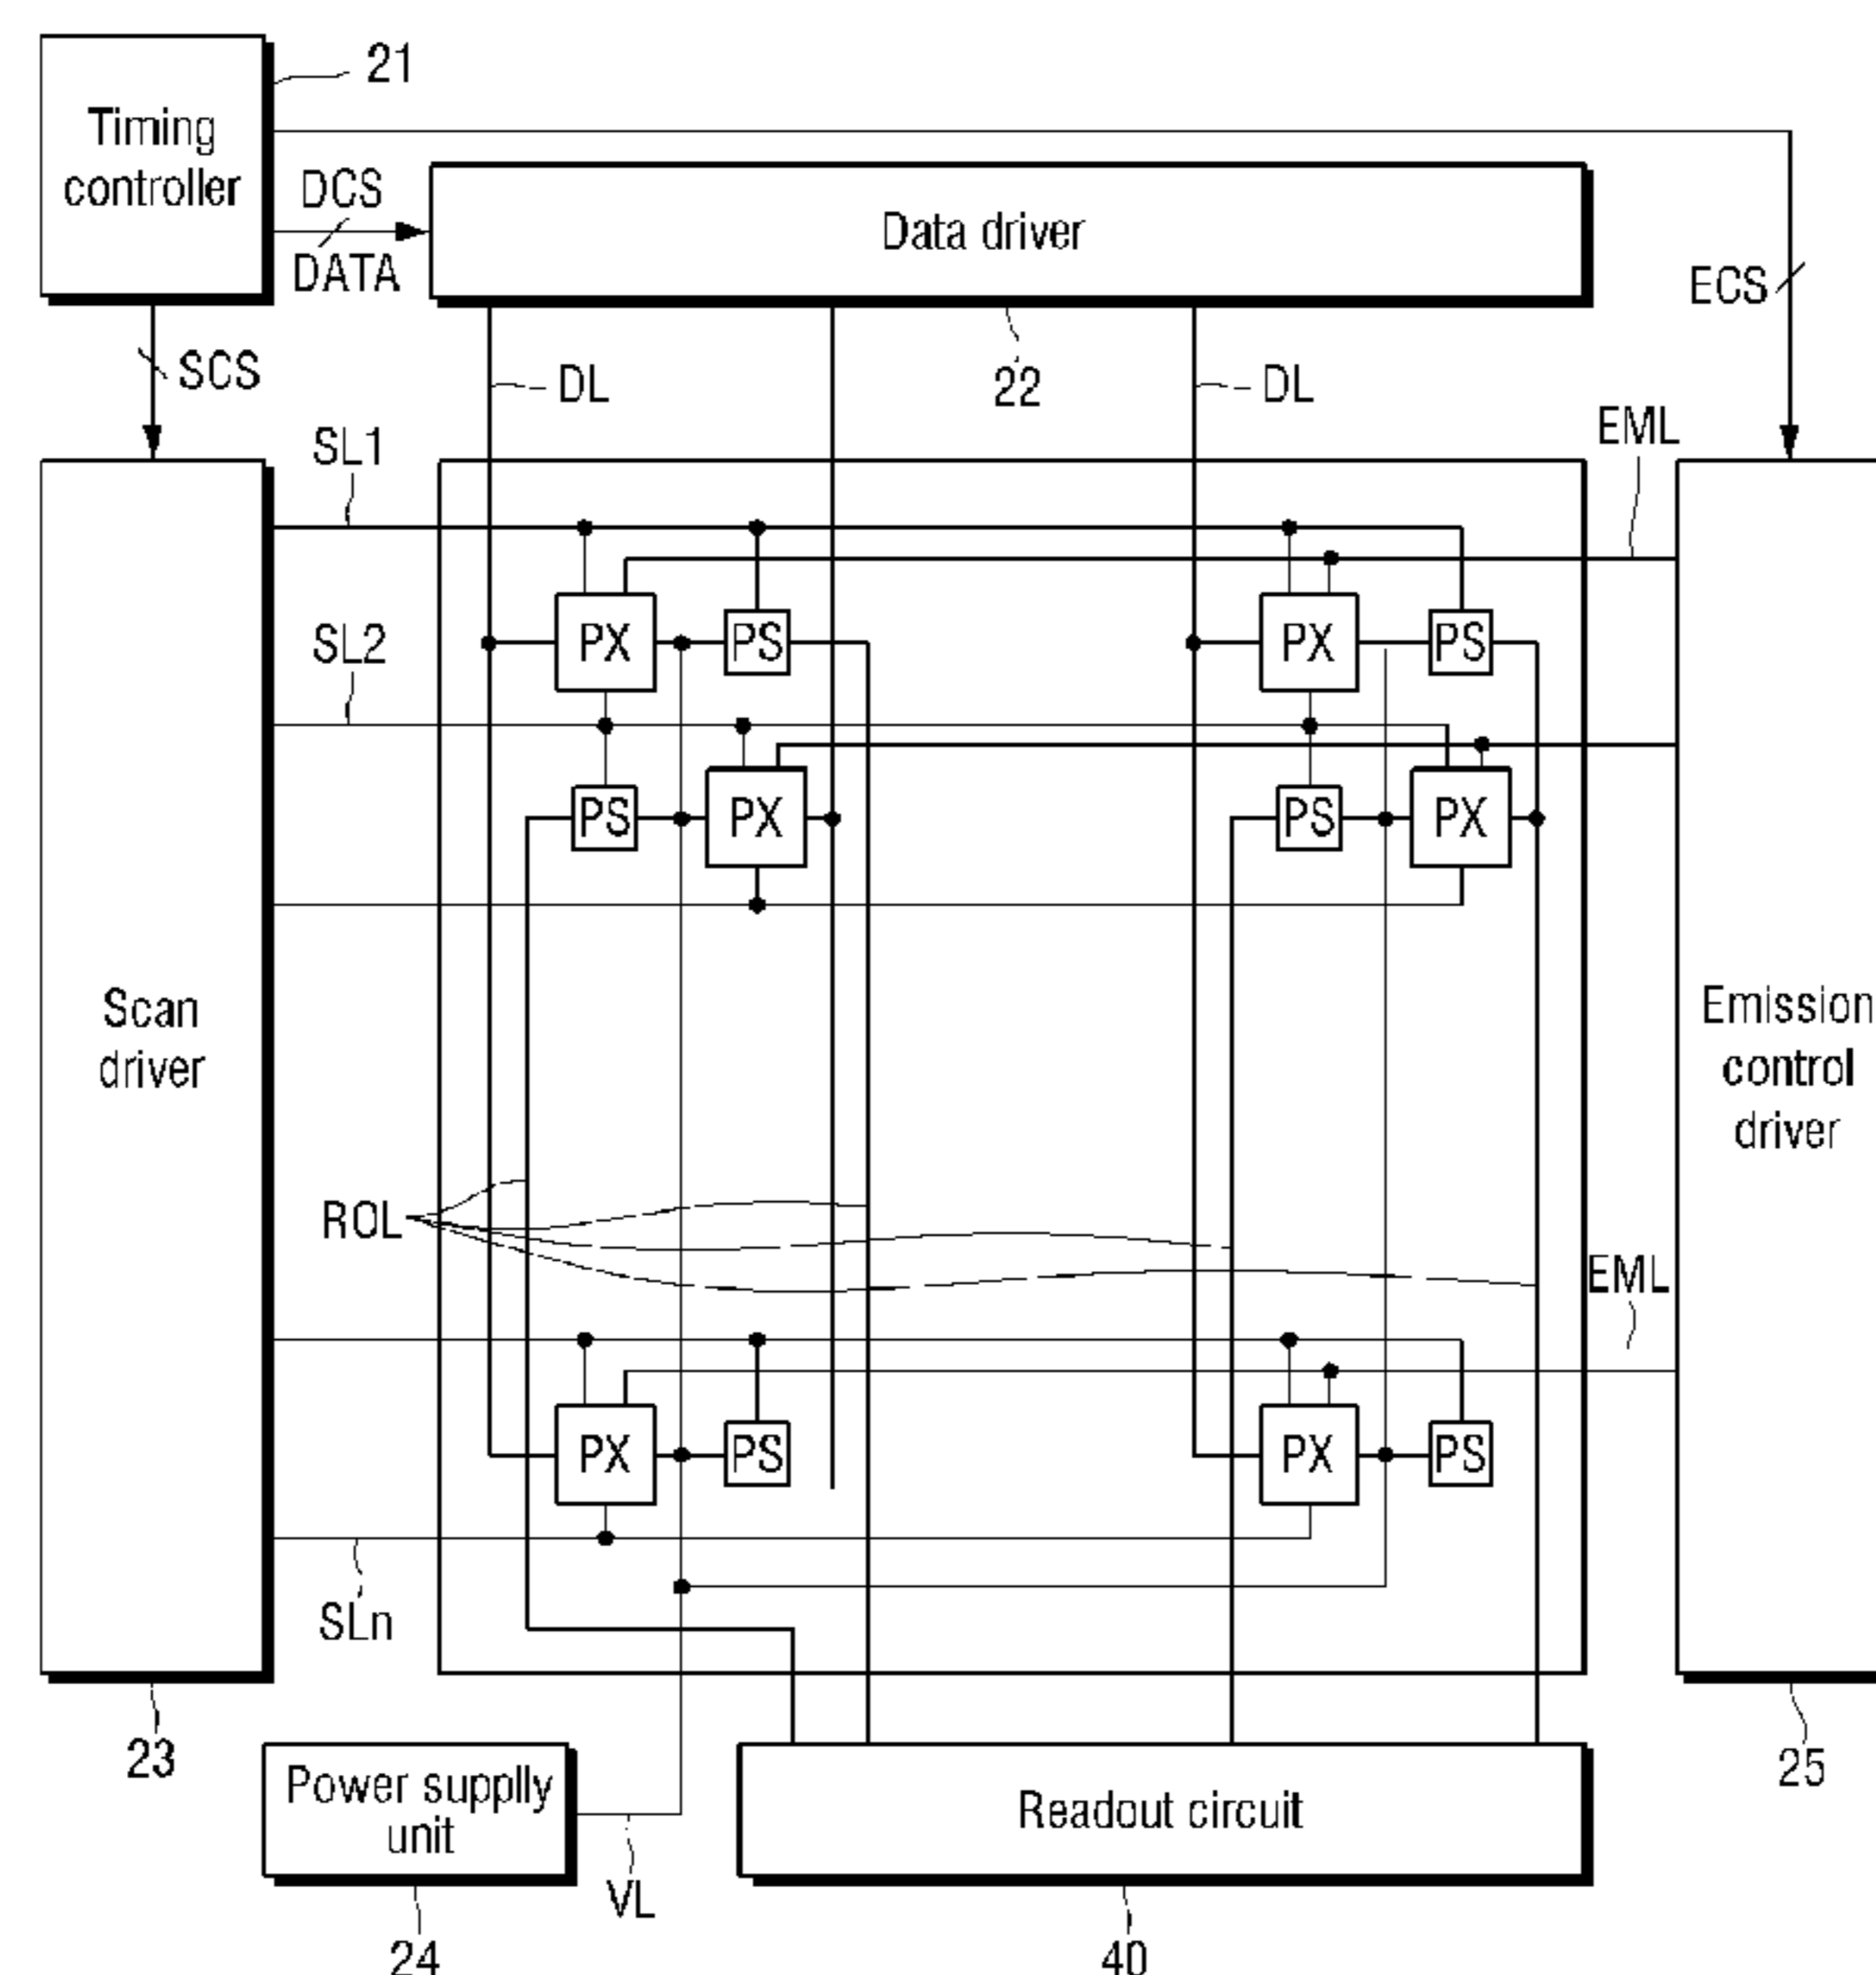 21
Timing
controller
DCS
DATA
Data driver
ECS
SCS
DL
22
DL
EML
SL1
PX
PS
PX
PS
SL2
PS
PX
PS
PX
Scan
driver
Emission
control
driver
ROL
EML
PX
PS
PX
PS
SLn
23
25
Power supplly
unit
Readout circuit
VL
24
40